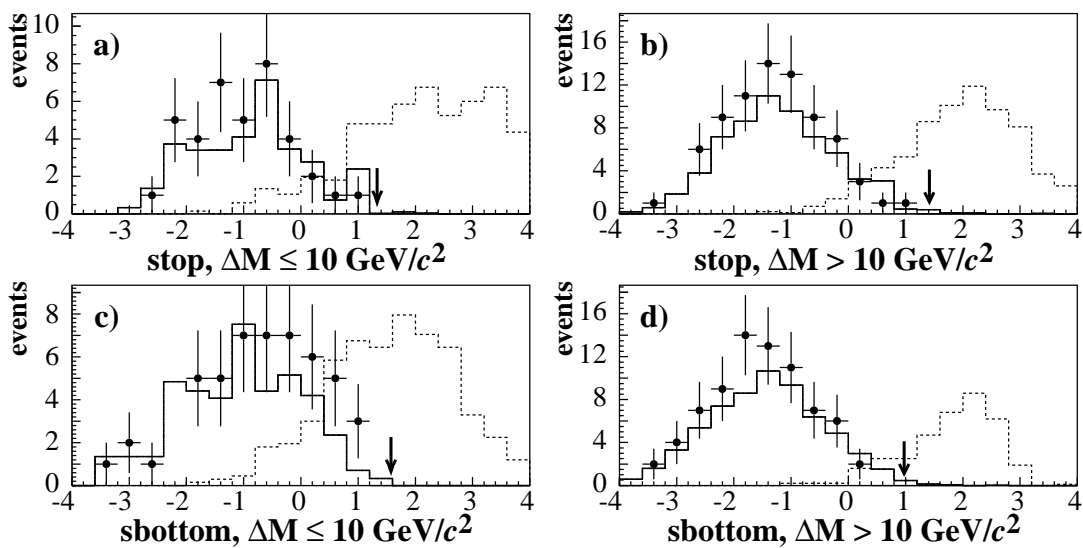 events
a)
10
8
6
4
2
0
-4 -3 -2 -1 0 1 2 3 4
stop, ΔM ≤ 10 GeV/c²
events
b)
16
12
8
4
0
-4 -3 -2 -1 0 1 2 3 4
stop, ΔM > 10 GeV/c²
events
c)
8
6
4
2
0
-4 -3 -2 -1 0 1 2 3 4
sbottom, ΔM ≤ 10 GeV/c²
events
d)
16
12
8
4
0
-4 -3 -2 -1 0 1 2 3 4
sbottom, ΔM > 10 GeV/c²